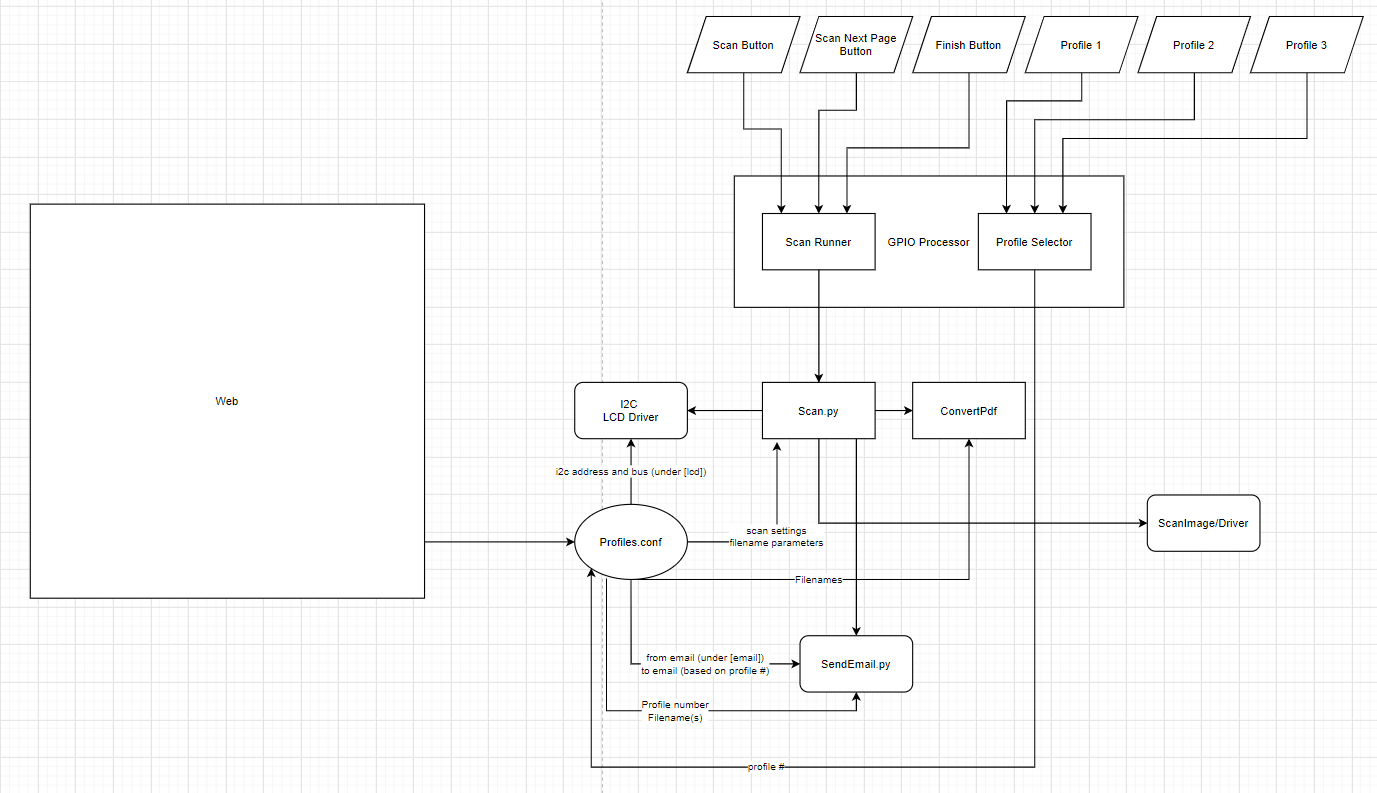 Scan Button
Scan Next Page
Button
Finish Button
Profile 1
Profile 2
Profile 3
Scan Runner
GPIO Processor
Profile Selector
Web
I2C
LCD Driver
Scan.py
ConvertPdf
i2c address and bus (under [lcd])
ScanImage/Driver
Profiles.conf
scan settings
filename parameters
Filenames
from email (under [email])
to email (based on profile #)
SendEmail.py
Profile number
Filename(s)
profile #